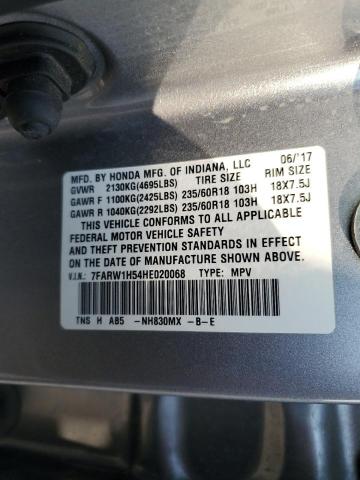 MFD. BY HONDA MFG. OF INDIANA, LLC 06/'17
GVWR 2130KG(4695LBS) TIRE SIZE RIM SIZE
GAWR F 1100KG(2425LBS) 235/60R18 103H 18X7.5J
GAWR R 1040KG(2292LBS) 235/60R18 103H 18X7.5J
THIS VEHICLE CONFORMS TO ALL APPLICABLE
FEDERAL MOTOR VEHICLE SAFETY
AND THEFT PREVENTION STANDARDS IN EFFECT
ON THE DATE OF MANUFACTURE SHOWN ABOVE.
V.I.N.: 7FARW1H54HE020068 TYPE: MPV
TNS H AB5 -NH830MX -B-E